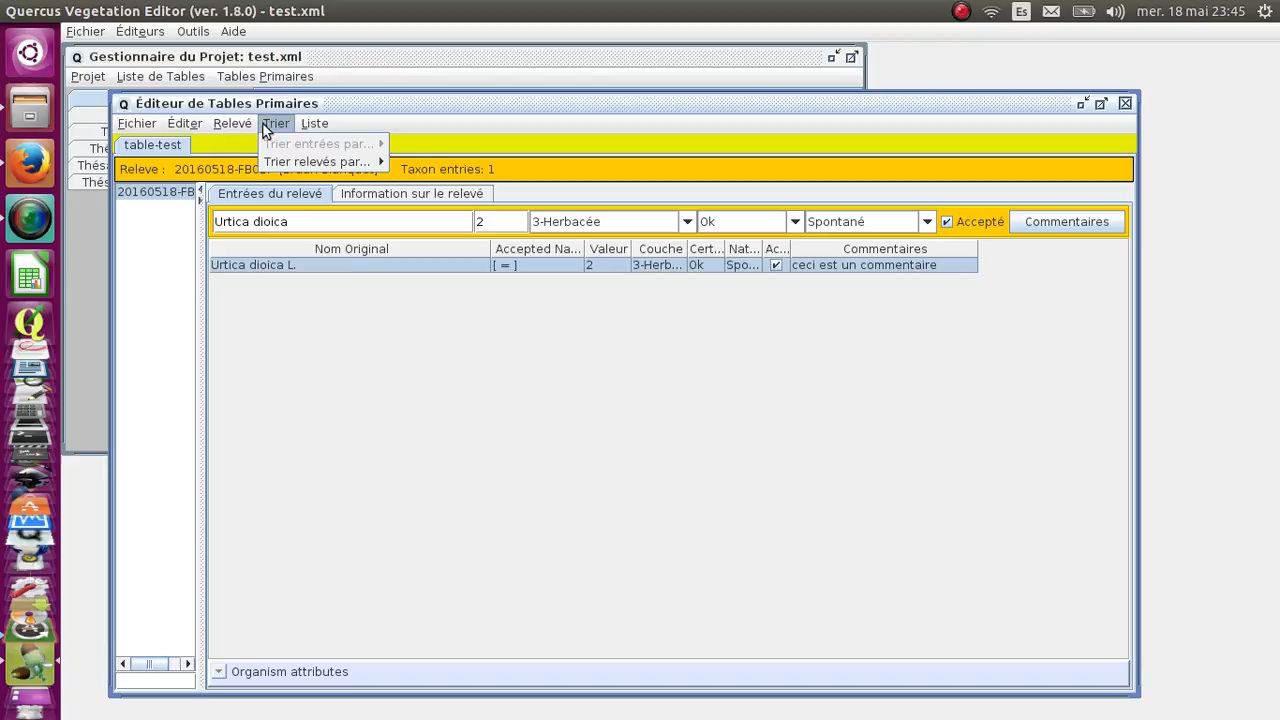 Quercus Vegetation Editor (ver. 1.8.0) - test.xml
Es
mer. 18 mai 23:45
Fichier Éditeurs Outils Aide
Q Gestionnaire du Projet: test.xml
Projet Liste de Tables Tables Primaires
Q Éditeur de Tables Primaires
Fichier Éditer Relevé Trier Liste
table-test
Trier entrées par...
Trier relevés par...
Releve : Taxon entries: 1
20160518-FB
Entrées du relevé Information sur le relevé
Urtica dioica 2 3-Herbacée Ok Spontané Accepté Commentaires
Nom Original Accepted Na... Valeur Couche Cert... Nat... Ac... Commentaires
Urtica dioica L. [ = ] 2 3-Herb... Ok Spo... ceci est un commentaire
Organism attributes